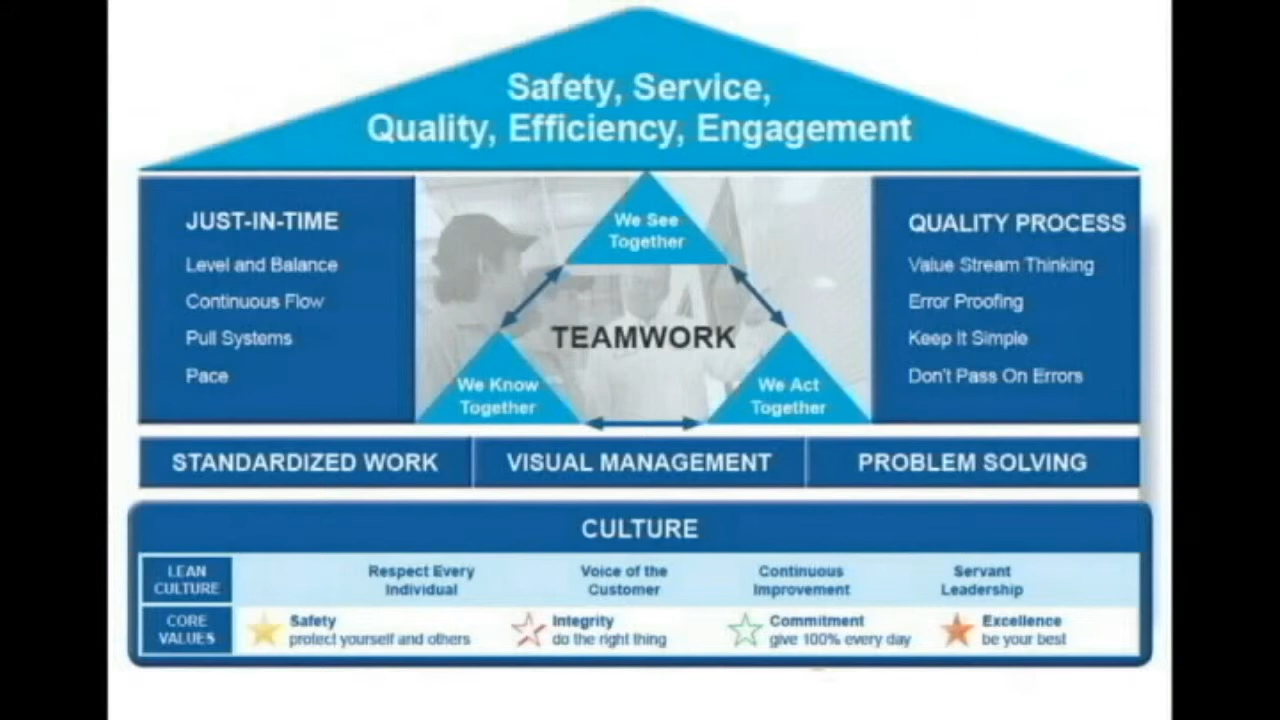 Safety, Service,
Quality, Efficiency, Engagement
JUST-IN-TIME
Level and Balance
Continuous Flow
Pull Systems
Pace
We See
Together
TEAMWORK
We Know
Together
We Act
Together
QUALITY PROCESS
Value Stream Thinking
Error Proofing
Keep It Simple
Don't Pass On Errors
STANDARDIZED WORK
VISUAL MANAGEMENT
PROBLEM SOLVING
CULTURE
LEAN
CULTURE
Respect Every
Individual
Voice of the
Customer
Continuous
Improvement
Servant
Leadership
CORE
VALUES
Safety
protect yourself and others
Integrity
do the right thing
Commitment
give 100% every day
Excellence
be your best